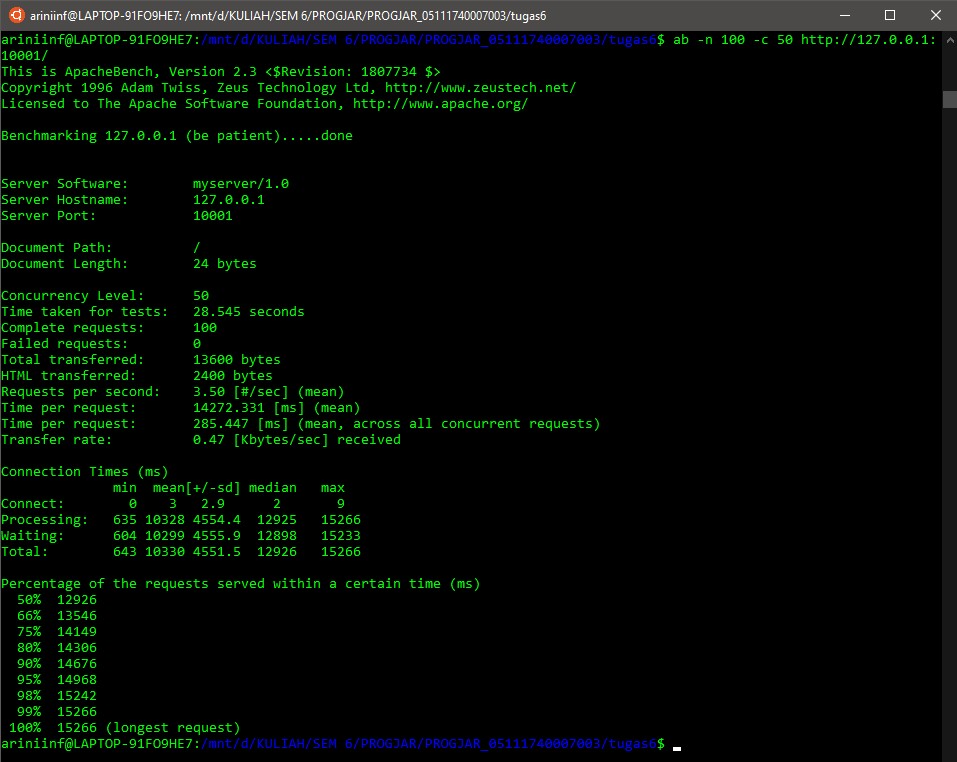 ariniinf@LAPTOP-91FO9HE7: /mnt/d/KULIAH/SEM 6/PROGJAR/PROGJAR_05111740007003/tugas6
ariniinf@LAPTOP-91FO9HE7:/mnt/d/KULIAH/SEM 6/PROGJAR/PROGJAR_05111740007003/tugas6$ ab -n 100 -c 50 http://127.0.0.1:
10001/
This is ApacheBench, Version 2.3 <$Revision: 1807734 $>
Copyright 1996 Adam Twiss, Zeus Technology Ltd, http://www.zeustech.net/
Licensed to The Apache Software Foundation, http://www.apache.org/

Benchmarking 127.0.0.1 (be patient).....done


Server Software:        myserver/1.0
Server Hostname:        127.0.0.1
Server Port:            10001

Document Path:          /
Document Length:        24 bytes

Concurrency Level:      50
Time taken for tests:   28.545 seconds
Complete requests:      100
Failed requests:        0
Total transferred:      13600 bytes
HTML transferred:       2400 bytes
Requests per second:    3.50 [#/sec] (mean)
Time per request:       14272.331 [ms] (mean)
Time per request:       285.447 [ms] (mean, across all concurrent requests)
Transfer rate:          0.47 [Kbytes/sec] received

Connection Times (ms)
              min  mean[+/-sd] median   max
Connect:        0    3   2.9      2       9
Processing:   635 10328 4554.4  12925   15266
Waiting:      604 10299 4555.9  12898   15233
Total:        643 10330 4551.5  12926   15266

Percentage of the requests served within a certain time (ms)
  50%  12926
  66%  13546
  75%  14149
  80%  14306
  90%  14676
  95%  14968
  98%  15242
  99%  15266
 100%  15266 (longest request)
ariniinf@LAPTOP-91FO9HE7:/mnt/d/KULIAH/SEM 6/PROGJAR/PROGJAR_05111740007003/tugas6$